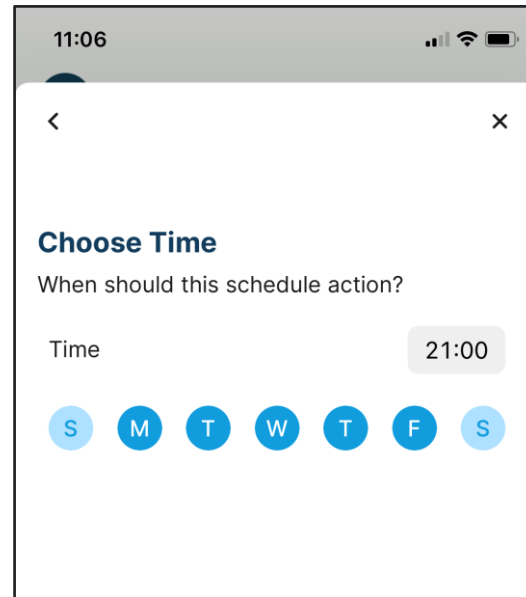 11:06
Choose Time
When should this schedule action?
Time 21:00
S M T W T F S